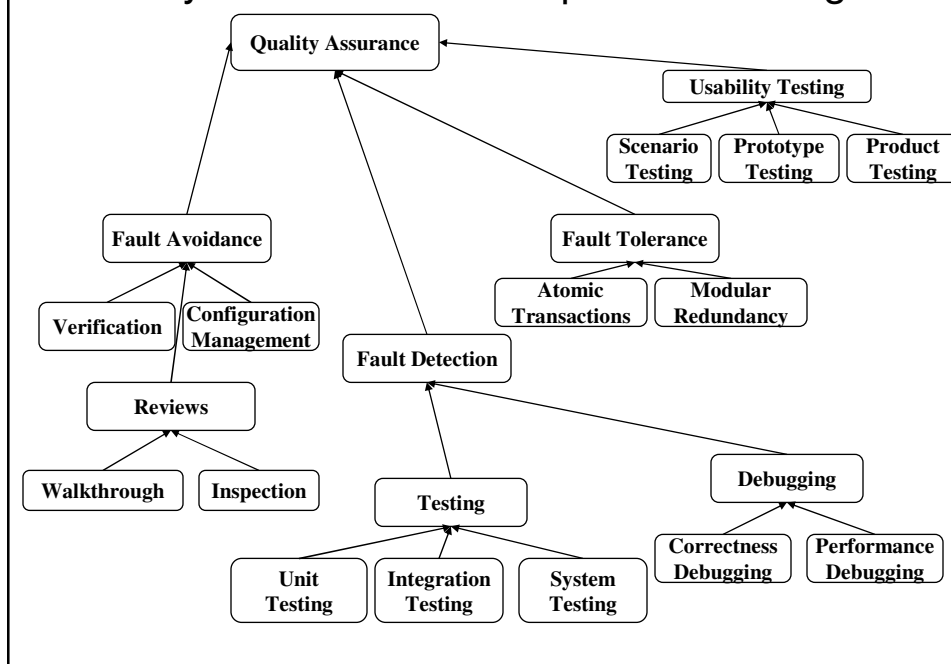 Quality Assurance
Usability Testing
Scenario
Testing
Prototype
Testing
Product
Testing
Fault Avoidance
Fault Tolerance
Atomic
Transactions
Modular
Redundancy
Verification
Configuration
Management
Fault Detection
Reviews
Walkthrough
Inspection
Testing
Debugging
Correctness
Debugging
Performance
Debugging
Unit
Testing
Integration
Testing
System
Testing